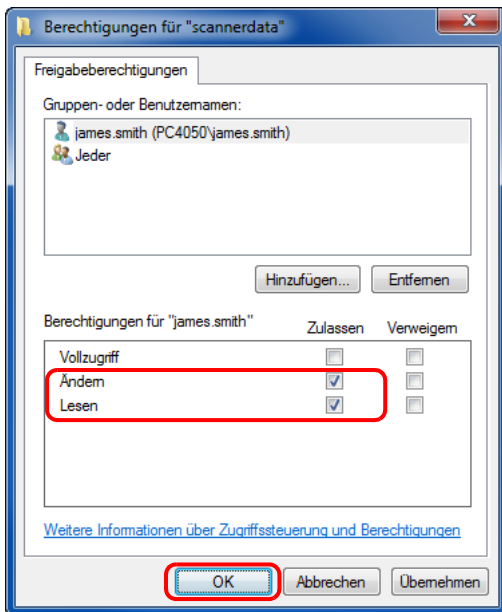 Berechtigungen für "scannerdata"
Freigabeberechtigungen
Gruppen- oder Benutzernamen:
james.smith (PC4050\james.smith)
Jeder
Hinzufügen... Entfernen
Berechtigungen für "james.smith" Zulassen Verweigern
Vollzugriff
Ändern
Lesen
Weitere Informationen über Zugriffssteuerung und Berechtigungen
OK Abbrechen Übernehmen